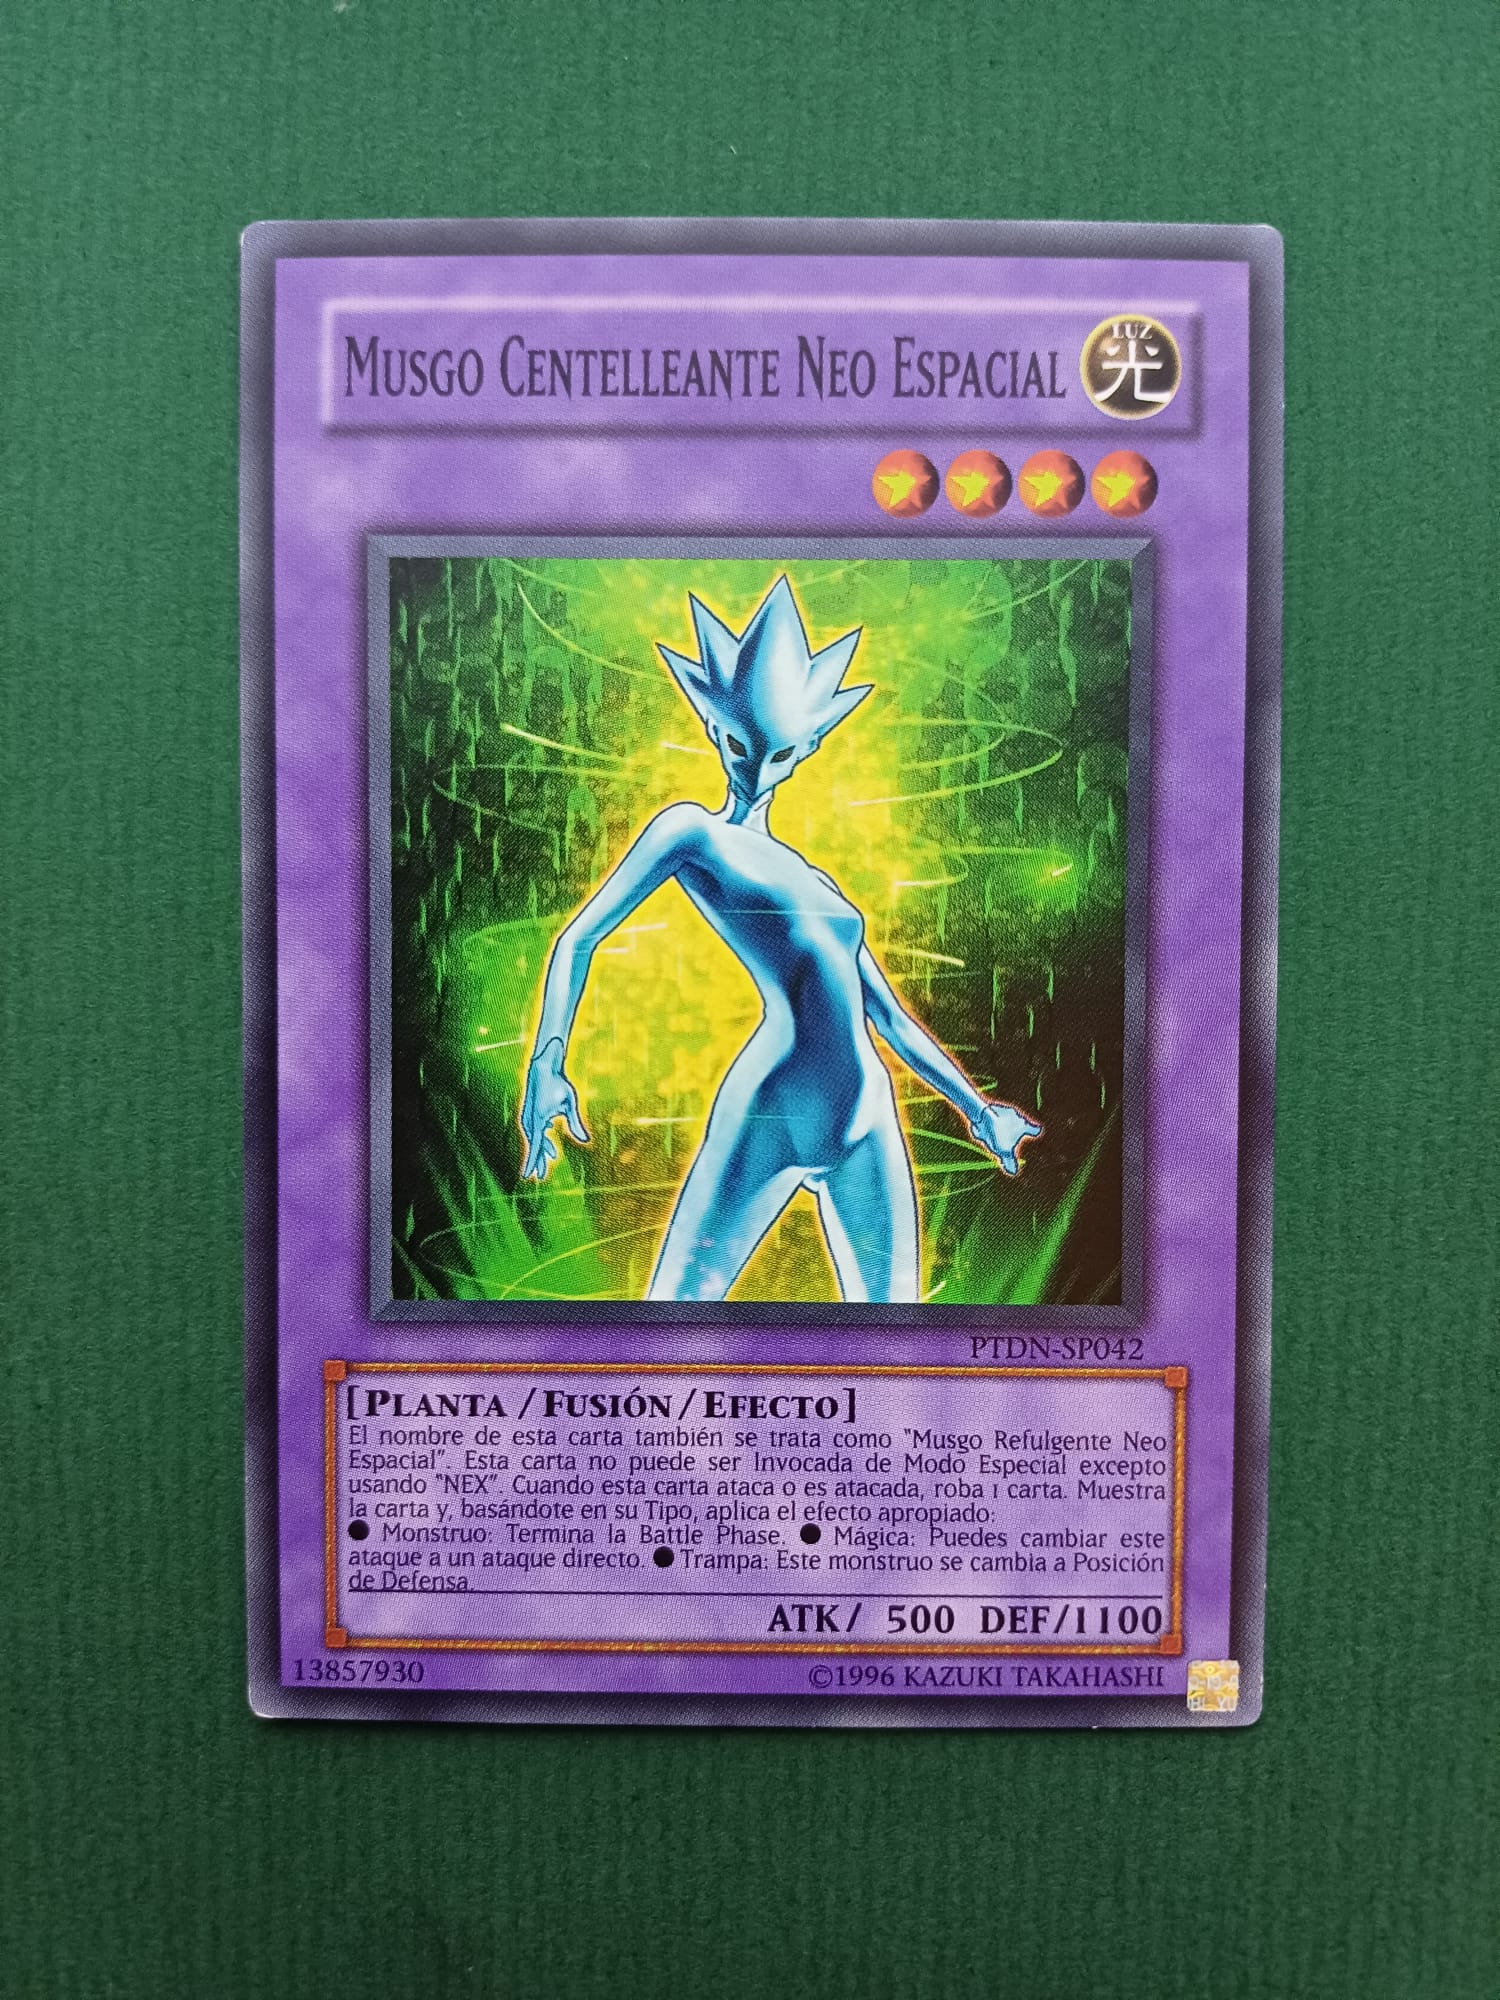 Musgo Centelleante Neo Espacial
LUZ
光
PTDN-SP042
[Planta/Fusión/Efecto]
El nombre de esta carta también se trata como "Musgo Refulgente Neo
Espacial". Esta carta no puede ser Invocada de Modo Especial excepto
usando "NEX". Cuando esta carta ataca o es atacada, roba 1 carta. Muestra
la carta y, basándote en su Tipo, aplica el efecto apropiado:
● Monstruo: Termina la Battle Phase. ● Mágica: Puedes cambiar este
ataque a un ataque directo. ● Trampa: Este monstruo se cambia a Posición
de Defensa.
ATK/ 500 DEF/1100
13857930
©1996 KAZUKI TAKAHASHI